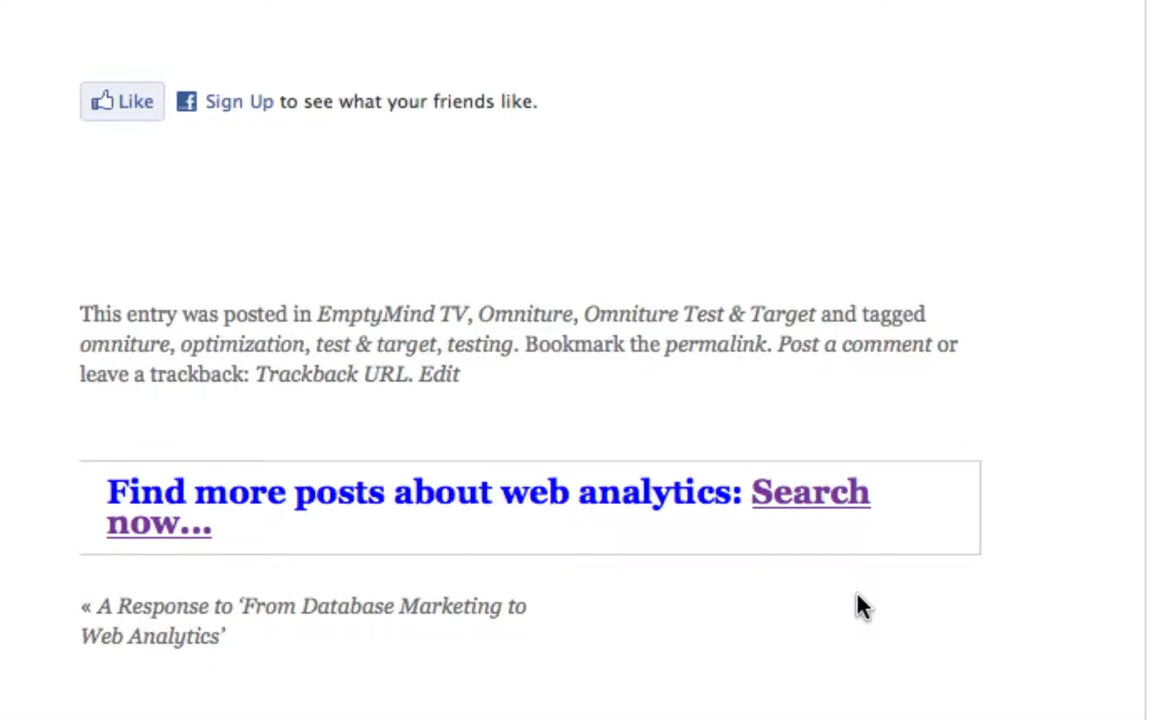 Like Sign Up to see what your friends like.
This entry was posted in EmptyMind TV, Omniture, Omniture Test & Target and tagged
omniture, optimization, test & target, testing. Bookmark the permalink. Post a comment or
leave a trackback: Trackback URL. Edit
Find more posts about web analytics: Search
now...
« A Response to ‘From Database Marketing to
Web Analytics’